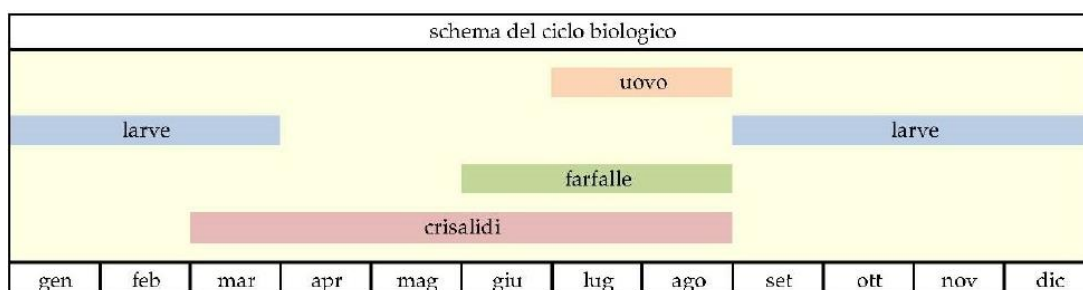 schema del ciclo biologico
uovo
larve larve
farfalle
crisalidi
gen feb mar apr mag giu lug ago set ott nov dic